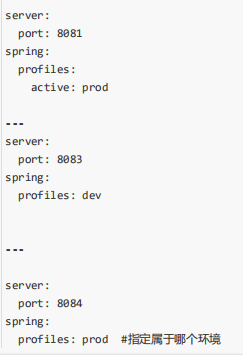 server:
  port: 8081
spring:
  profiles:
    active: prod
---
server:
  port: 8083
spring:
  profiles: dev
---
server:
  port: 8084
spring:
  profiles: prod  #指定属于哪个环境